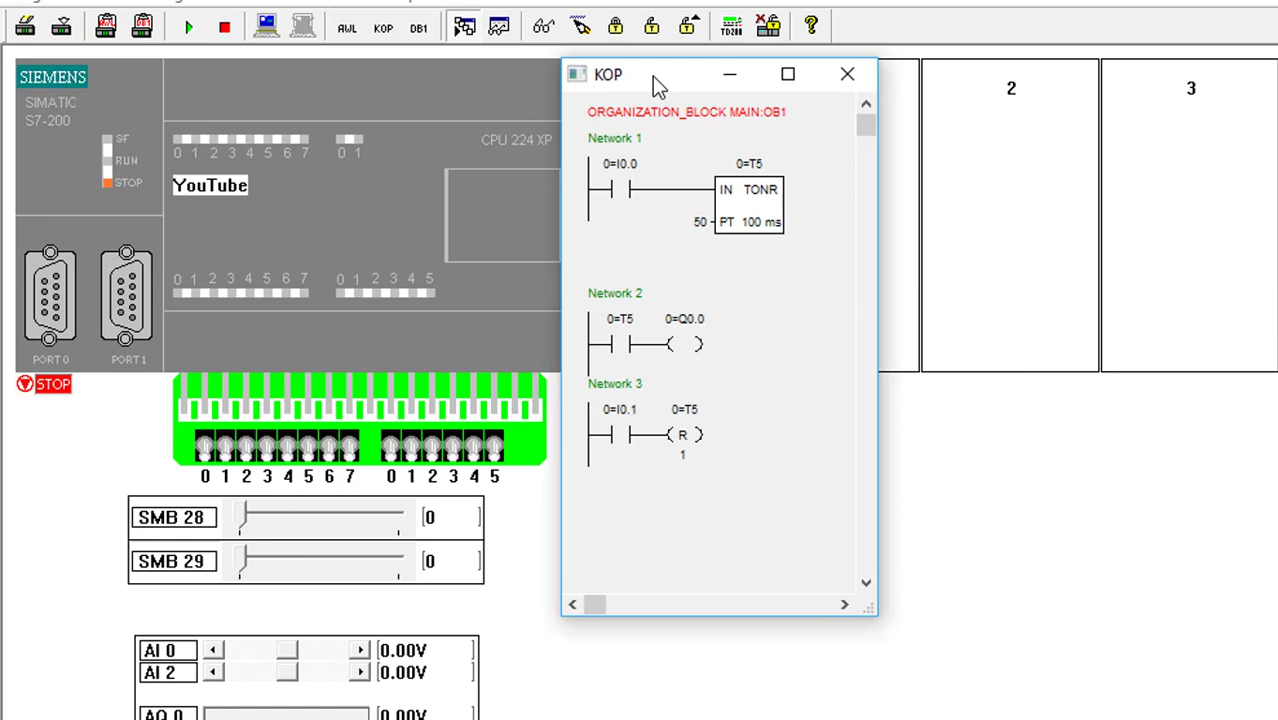 AWL KOP DB1 TD200
SIEMENS
SIMATIC
S7-200
SF
RUN
STOP
0 1 2 3 4 5 6 7 0 1
CPU 224 XP
YouTube
0 1 2 3 4 5 6 7 0 1 2 3 4 5
PORT 0 PORT 1
STOP
0 1 2 3 4 5 6 7 0 1 2 3 4 5
SMB 28 [0 ]
SMB 29 [0 ]
AI 0 [0.00V ]
AI 2 [0.00V ]
AQ 0 [0.00V
KOP
ORGANIZATION_BLOCK MAIN:OB1
Network 1
0=I0.0 0=T5
IN TONR
50 PT 100 ms
Network 2
0=T5 0=Q0.0
Network 3
0=I0.1 0=T5
R
1
2
3